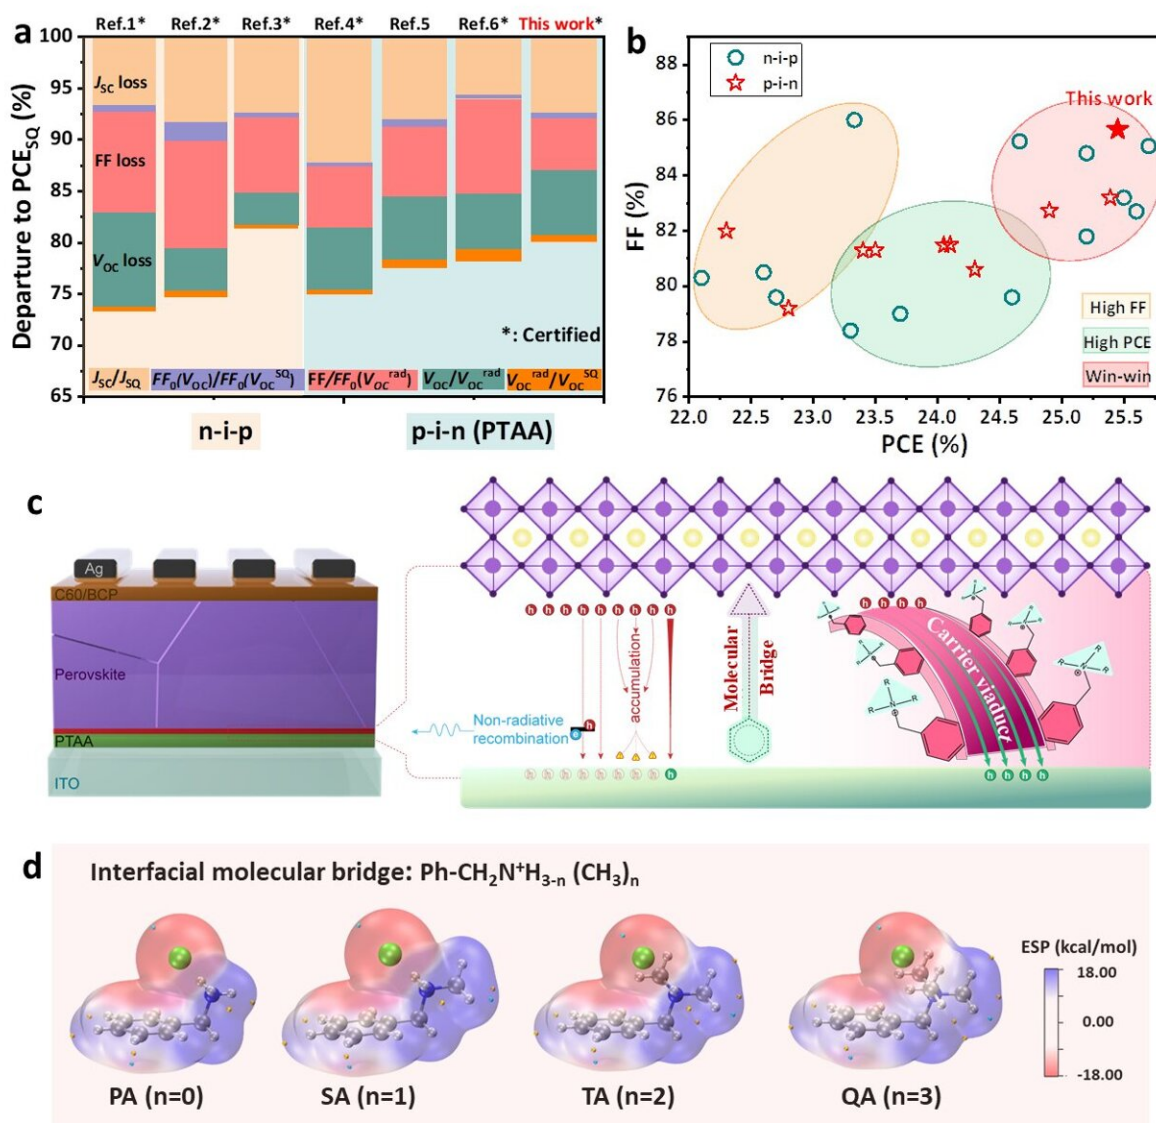 a
Ref.1* Ref.2* Ref.3* Ref.4* Ref.5 Ref.6* This work*
Departure to PCE_SQ (%)
100
95
90
85
80
75
70
65
J_SC loss
FF loss
V_OC loss
*: Certified
J_SC/J_SQ FF_0(V_OC)/FF_0(V_OC^SQ) FF/FF_0(V_OC^rad) V_OC/V_OC^rad V_OC^rad/V_OC^SQ
n-i-p p-i-n (PTAA)
b
n-i-p
p-i-n
This work
FF (%)
88
86
84
82
80
78
76
High FF
High PCE
Win-win
22.0 22.5 23.0 23.5 24.0 24.5 25.0 25.5
PCE (%)
c
Ag
C60/BCP
Perovskite
PTAA
ITO
h h h h h h h h h
accumulation
Non-radiative
recombination
h
h h h h h h h h h
Molecular
Bridge
h h h h
Carrier viaduct
R R R N ⊕
h h h h
d
Interfacial molecular bridge: Ph-CH₂N⁺H₃₋ₙ (CH₃)ₙ
PA (n=0) SA (n=1) TA (n=2) QA (n=3)
ESP (kcal/mol)
18.00
0.00
-18.00